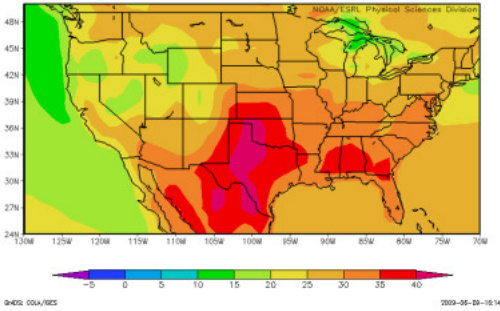 NOAA/ESRL Physical Sciences Division
48N
45N
42N
39N
36N
33N
30N
27N
24N
130W 125W 120W 115W 110W 105W 100W 95W 90W 85W 80W 75W 70W
-5 0 5 10 15 20 25 30 35 40
GrADS: COLA/IGES
2009-06-09-16:14